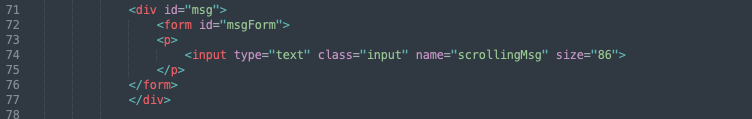 71 <div id="msg">
72 <form id="msgForm">
73 <p>
74 <input type="text" class="input" name="scrollingMsg" size="86">
75 </p>
76 </form>
77 </div>
78